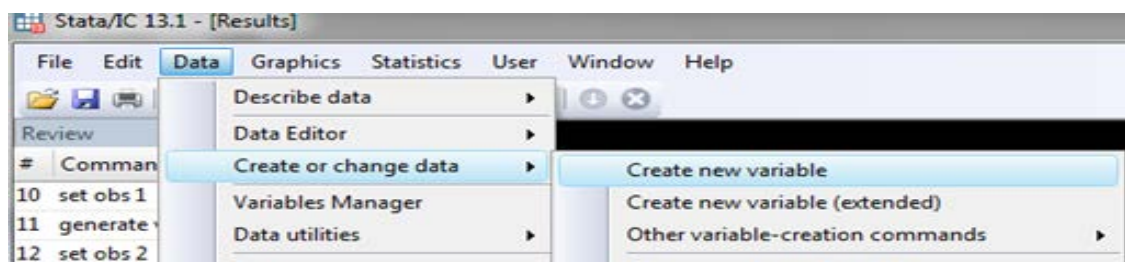 Stata/IC 13.1 - [Results]
File Edit Data Graphics Statistics User Window Help
Describe data
Review
Data Editor
# Comman
Create or change data
Create new variable
10 set obs 1
Variables Manager
Create new variable (extended)
11 generate
Data utilities
Other variable-creation commands
12 set obs 2